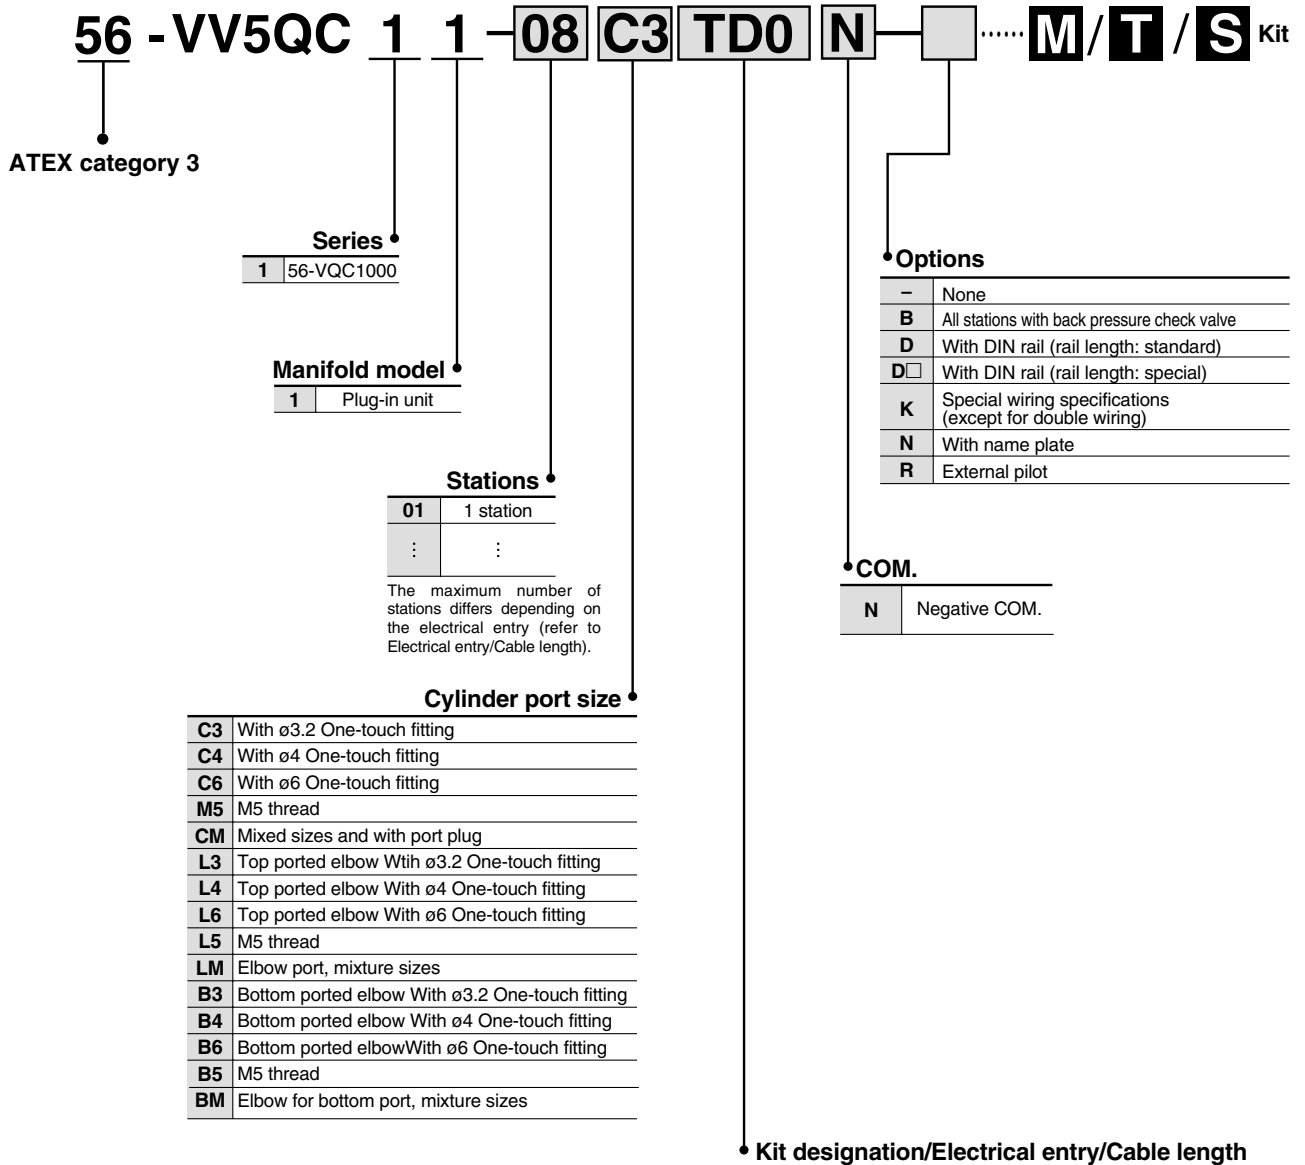 56 - VV5QC 1 1 - 08 C3 TD0 N - □ ...... M / T / S Kit
ATEX category 3
Series
1 56-VQC1000
Manifold model
1 Plug-in unit
Stations
01 1 station
⋮ ⋮
The maximum number of
stations differs depending on
the electrical entry (refer to
Electrical entry/Cable length).
Cylinder port size
C3 With ø3.2 One-touch fitting
C4 With ø4 One-touch fitting
C6 With ø6 One-touch fitting
M5 M5 thread
CM Mixed sizes and with port plug
L3 Top ported elbow Wtih ø3.2 One-touch fitting
L4 Top ported elbow With ø4 One-touch fitting
L6 Top ported elbow With ø6 One-touch fitting
L5 M5 thread
LM Elbow port, mixture sizes
B3 Bottom ported elbow With ø3.2 One-touch fitting
B4 Bottom ported elbow With ø4 One-touch fitting
B6 Bottom ported elbowWith ø6 One-touch fitting
B5 M5 thread
BM Elbow for bottom port, mixture sizes
Options
– None
B All stations with back pressure check valve
D With DIN rail (rail length: standard)
D□ With DIN rail (rail length: special)
K Special wiring specifications
(except for double wiring)
N With name plate
R External pilot
COM.
N Negative COM.
Kit designation/Electrical entry/Cable length